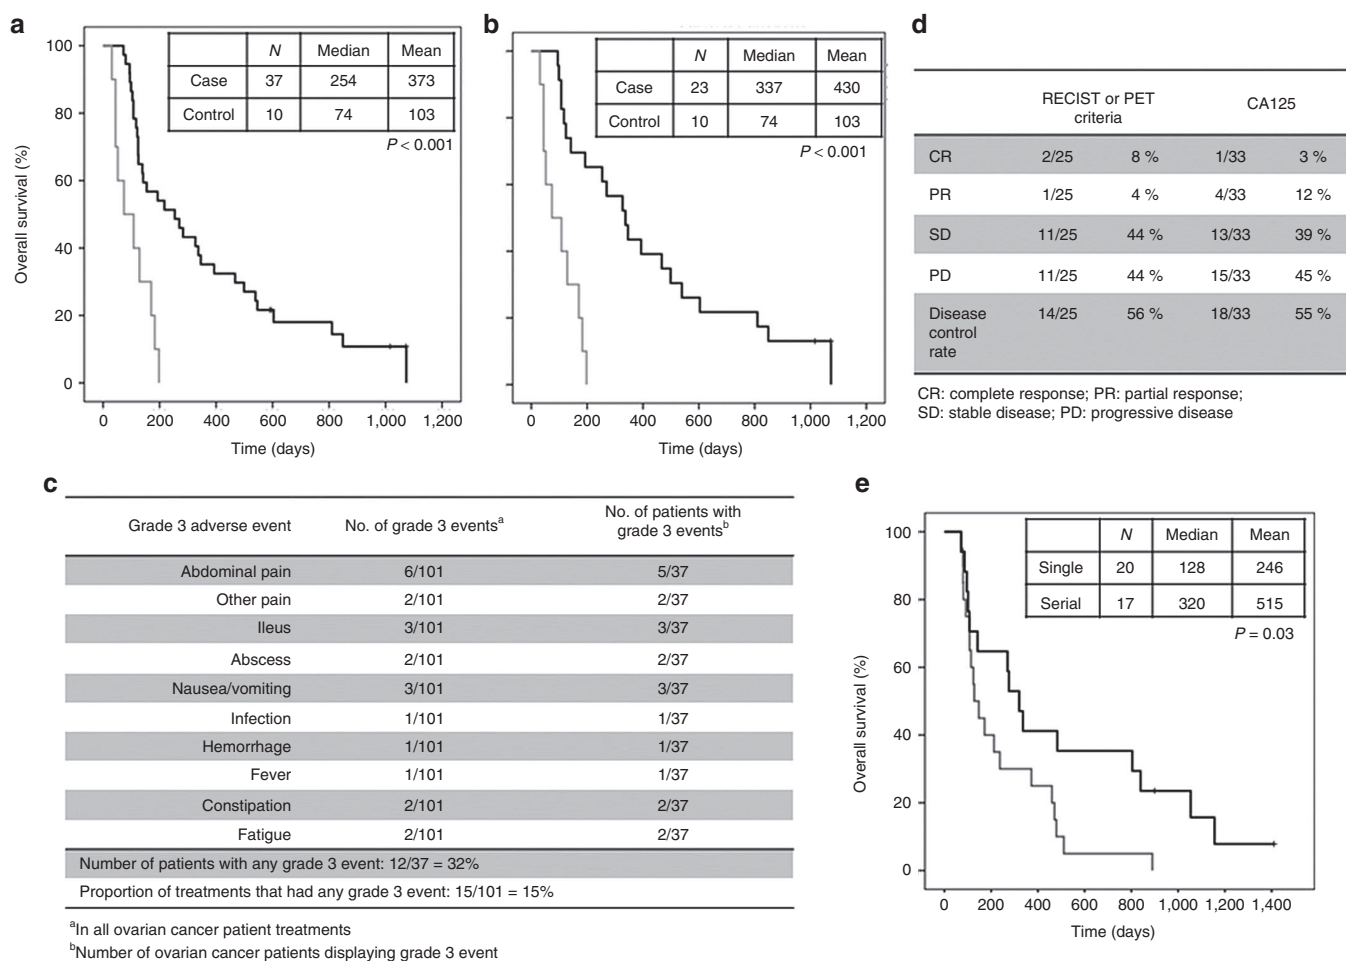 a
N Median Mean
Case 37 254 373
Control 10 74 103
P < 0.001
Overall survival (%)
100
80
60
40
20
0
0 200 400 600 800 1,000 1,200
Time (days)
b
N Median Mean
Case 23 337 430
Control 10 74 103
P < 0.001
0 200 400 600 800 1,000 1,200
Time (days)
d
RECIST or PET
criteria
CA125
CR 2/25 8 % 1/33 3 %
PR 1/25 4 % 4/33 12 %
SD 11/25 44 % 13/33 39 %
PD 11/25 44 % 15/33 45 %
Disease
control
rate
14/25 56 % 18/33 55 %
CR: complete response; PR: partial response;
SD: stable disease; PD: progressive disease
c
Grade 3 adverse event
No. of grade 3 eventsᵃ
No. of patients with
grade 3 eventsᵇ
Abdominal pain 6/101 5/37
Other pain 2/101 2/37
Ileus 3/101 3/37
Abscess 2/101 2/37
Nausea/vomiting 3/101 3/37
Infection 1/101 1/37
Hemorrhage 1/101 1/37
Fever 1/101 1/37
Constipation 2/101 2/37
Fatigue 2/101 2/37
Number of patients with any grade 3 event: 12/37 = 32%
Proportion of treatments that had any grade 3 event: 15/101 = 15%
ᵃIn all ovarian cancer patient treatments
ᵇNumber of ovarian cancer patients displaying grade 3 event
e
N Median Mean
Single 20 128 246
Serial 17 320 515
P = 0.03
Overall survival (%)
100
80
60
40
20
0
0 200 400 600 800 1,000 1,200 1,400
Time (days)